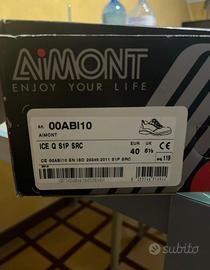 AIMONT
ENJOY YOUR LIFE
Art. 00ABI10
AIMONT
ICE Q S1P SRC
EUR UK
40 6½
CE 00ABI10 EN ISO 20345:2011 S1P SRC
subito